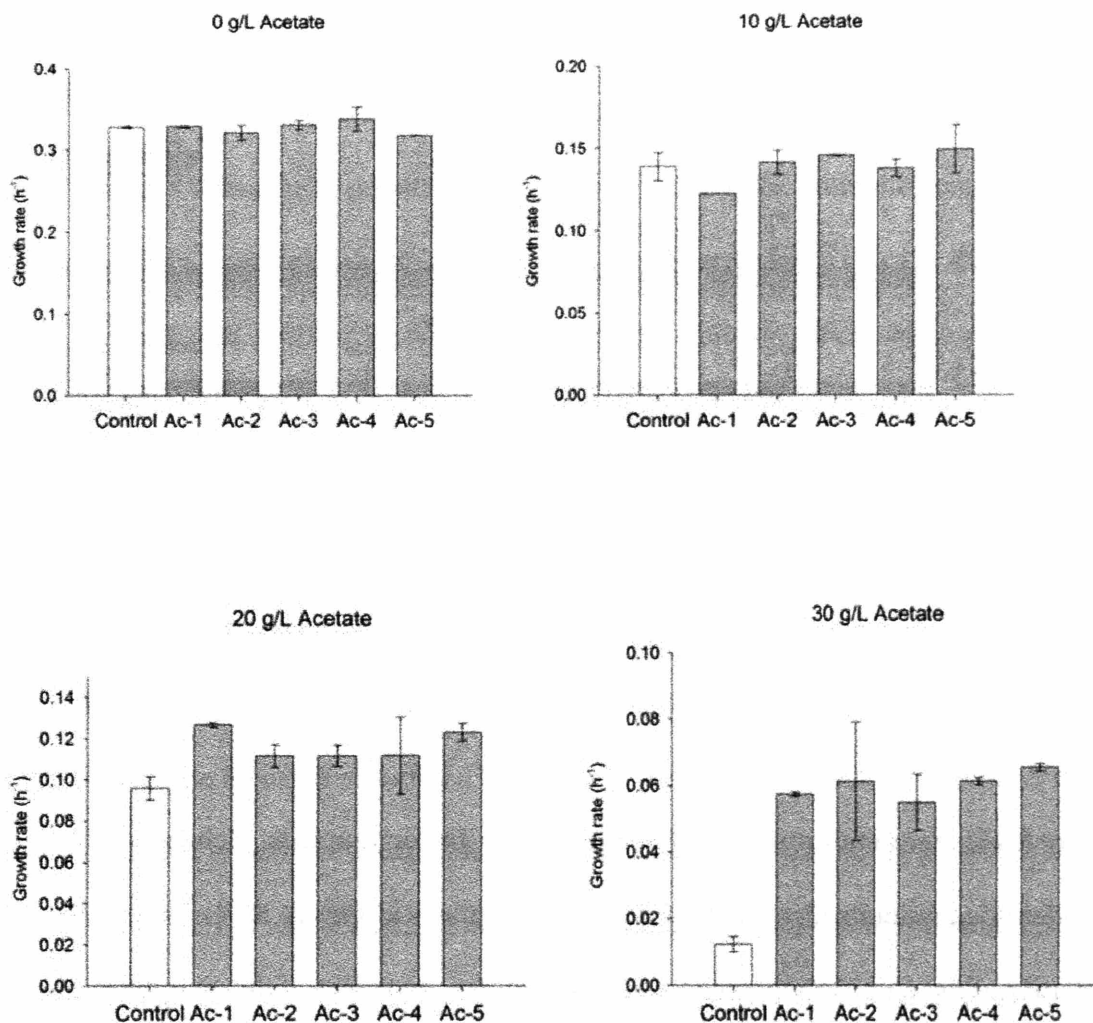 0 g/L Acetate
Growth rate (h⁻¹)
0.4
0.3
0.2
0.1
0.0
Control Ac-1 Ac-2 Ac-3 Ac-4 Ac-5
10 g/L Acetate
Growth rate (h⁻¹)
0.20
0.15
0.10
0.05
0.00
Control Ac-1 Ac-2 Ac-3 Ac-4 Ac-5
20 g/L Acetate
Growth rate (h⁻¹)
0.14
0.12
0.10
0.08
0.06
0.04
0.02
0.00
Control Ac-1 Ac-2 Ac-3 Ac-4 Ac-5
30 g/L Acetate
Growth rate (h⁻¹)
0.10
0.08
0.06
0.04
0.02
0.00
Control Ac-1 Ac-2 Ac-3 Ac-4 Ac-5